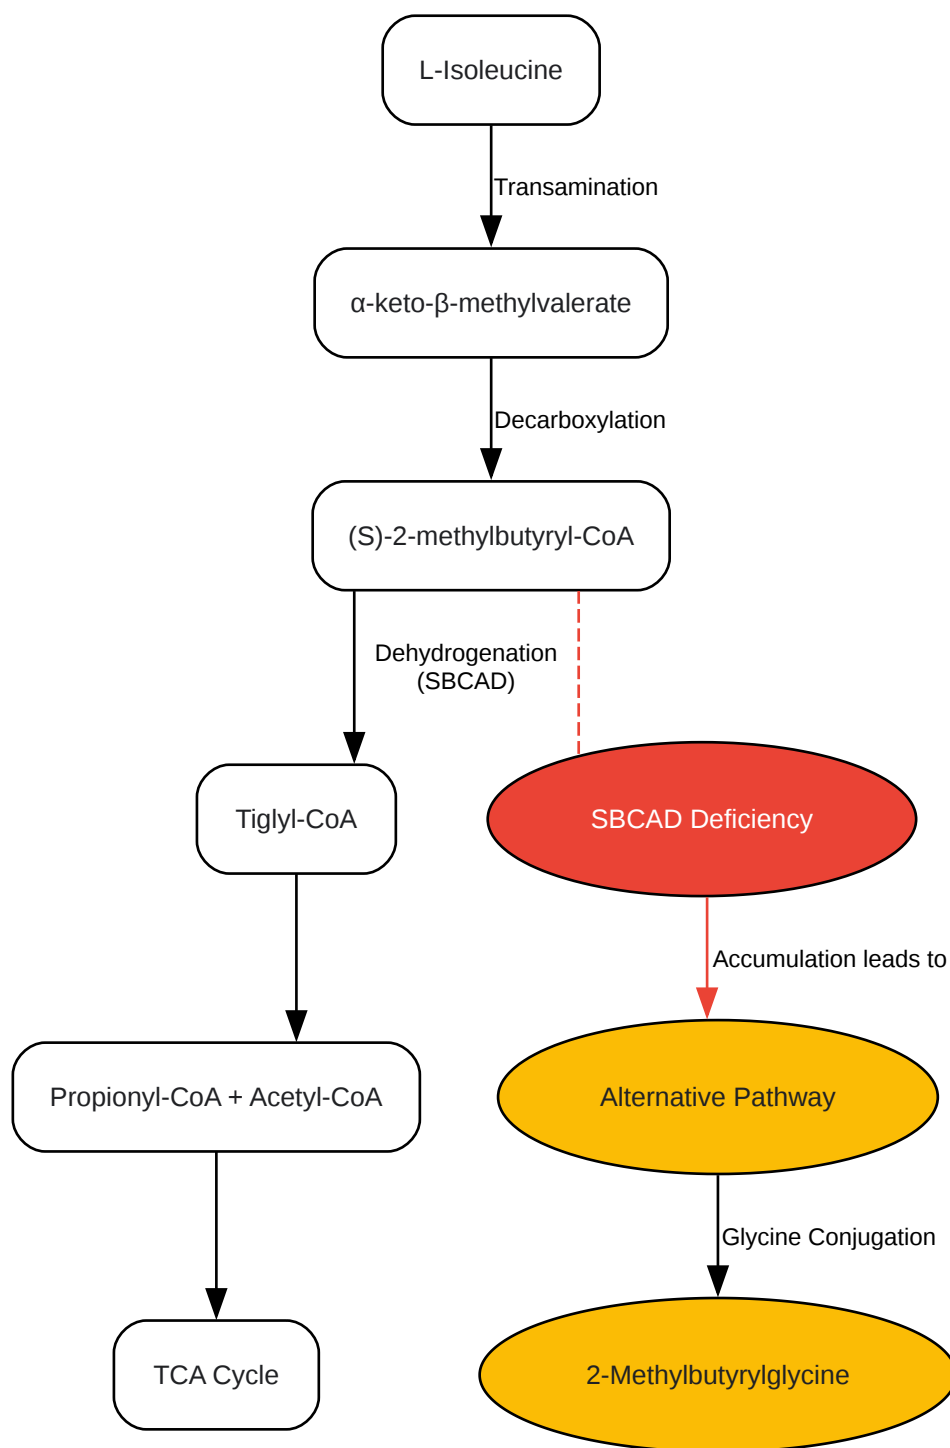 L-Isoleucine
Transamination
α-keto-β-methylvalerate
Decarboxylation
(S)-2-methylbutyryl-CoA
Dehydrogenation
(SBCAD)
Tiglyl-CoA
SBCAD Deficiency
Accumulation leads to
Propionyl-CoA + Acetyl-CoA
Alternative Pathway
Glycine Conjugation
TCA Cycle
2-Methylbutyrylglycine